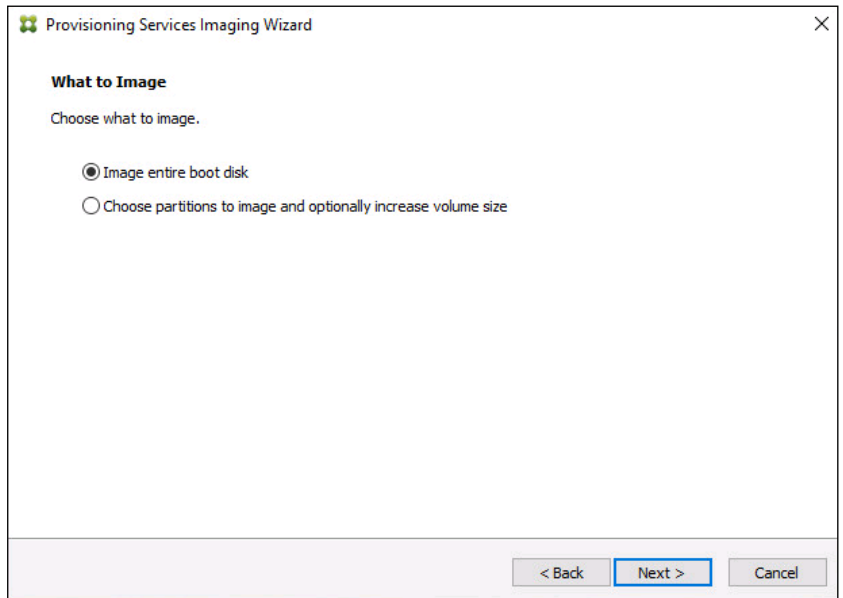 Provisioning Services Imaging Wizard
What to Image
Choose what to image.
Image entire boot disk
Choose partitions to image and optionally increase volume size
< Back Next > Cancel